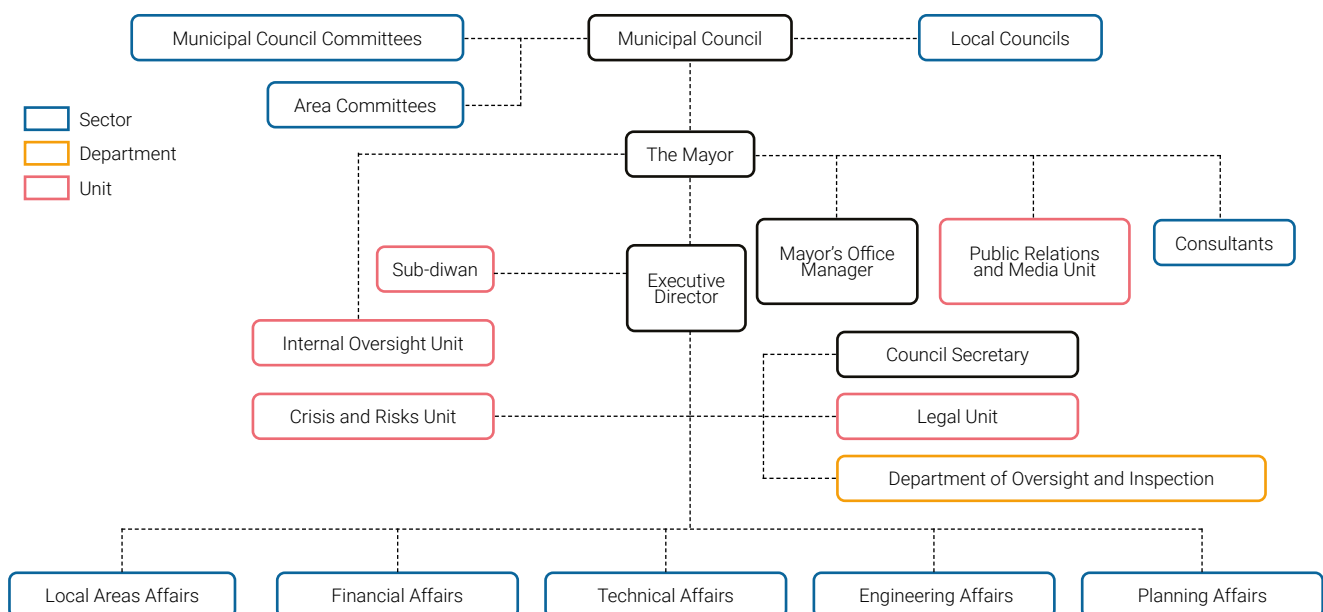 Municipal Council Committees
Municipal Council
Local Councils
Area Committees
Sector
Department
Unit
The Mayor
Mayor's Office
Manager
Public Relations
and Media Unit
Consultants
Sub-diwan
Executive
Director
Internal Oversight Unit
Council Secretary
Crisis and Risks Unit
Legal Unit
Department of Oversight and Inspection
Local Areas Affairs
Financial Affairs
Technical Affairs
Engineering Affairs
Planning Affairs